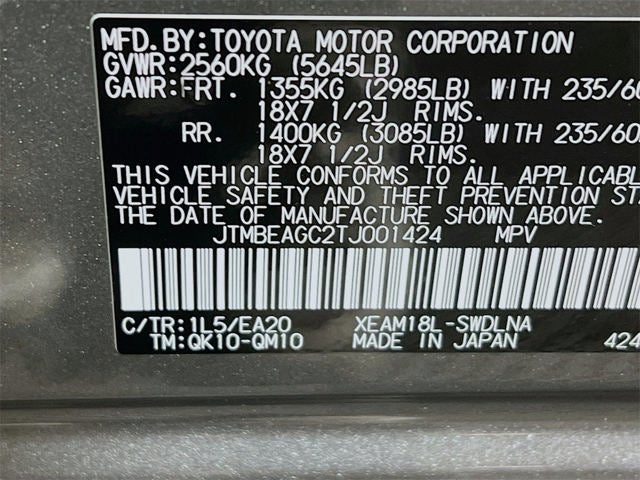 MFD.BY:TOYOTA MOTOR CORPORATION
GVWR:2560KG (5645LB)
GAWR:FRT. 1355KG (2985LB) WITH 235/60
18X7 1/2J RIMS.
RR. 1400KG (3085LB) WITH 235/60
18X7 1/2J RIMS.
THIS VEHICLE CONFORMS TO ALL APPLICABL
VEHICLE SAFETY AND THEFT PREVENTION STA
THE DATE OF MANUFACTURE SHOWN ABOVE.
JTMBEAGC2TJ001424 MPV
C/TR:1L5/EA20 XEAM18L-SWDLNA
TM:QK10-QM10 MADE IN JAPAN 424